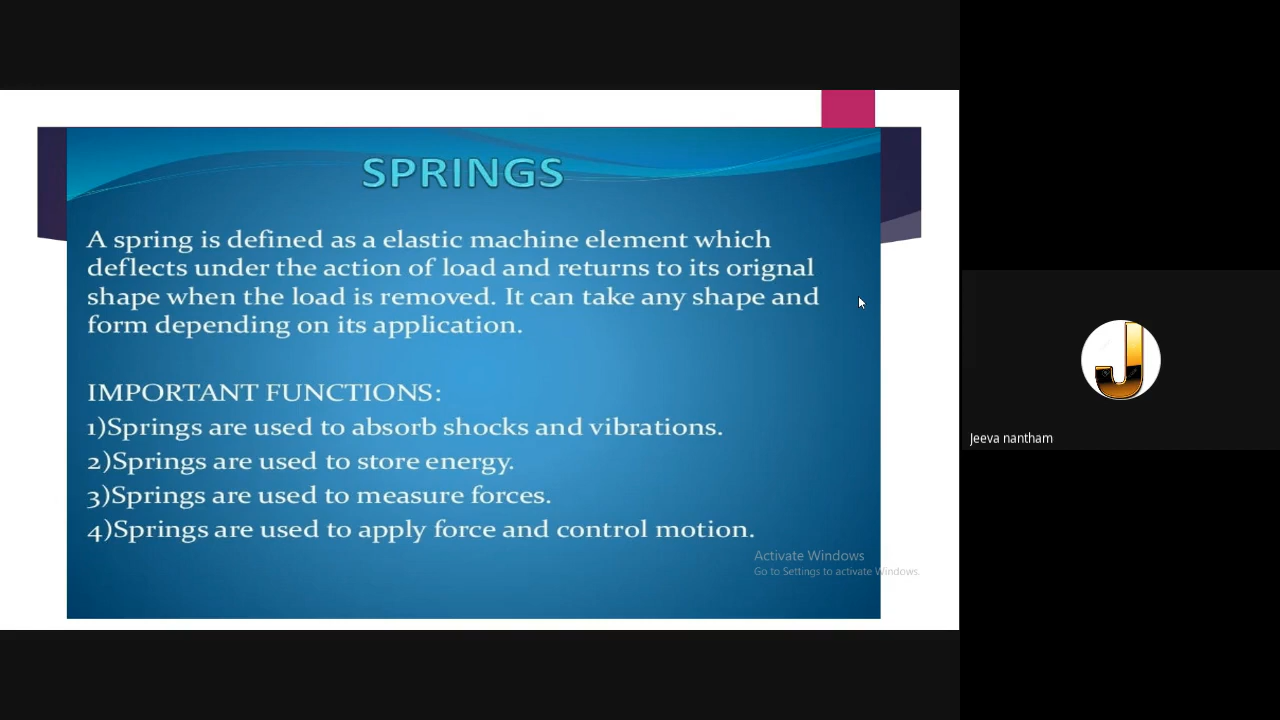 SPRINGS
A spring is defined as a elastic machine element which
deflects under the action of load and returns to its orignal
shape when the load is removed. It can take any shape and
form depending on its application.
IMPORTANT FUNCTIONS:
1)Springs are used to absorb shocks and vibrations.
2)Springs are used to store energy.
3)Springs are used to measure forces.
4)Springs are used to apply force and control motion.
Activate Windows
Go to Settings to activate Windows.
J
Jeeva nantham